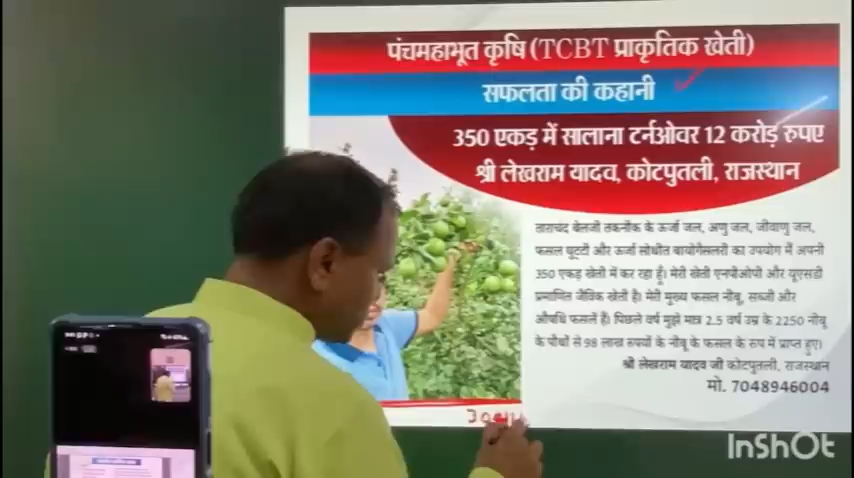 पंचमहाभूत कृषि (TCBT प्राकृतिक खेती)
सफलता की कहानी
350 एकड़ में सालाना टर्नओवर 12 करोड़ रुपए
श्री लेखराम यादव, कोटपुतली, राजस्थान
ताराचंद बेलजी तकनीक के ऊर्जा जल, अणु जल, जीवाणु जल,
फसल घूटटी और ऊर्जा सोधीत बायोगैसलरी का उपयोग में अपनी
350 एकड़ खेती में कर रहा हूँ। मेरी खेती एनपीओपी और यूएसडी
प्रमाणित जैविक खेती है। मेरी मुख्य फसल नींबू, सब्जी और
औषधि फसलें हैं। पिछले वर्ष मुझे मात्र 2.5 वर्ष उम्र के 2250 नींबू
के पौधों से 98 लाख रुपयों के नींबू के फसल के रुप में प्राप्त हुए।
श्री लेखराम यादव जी कोटपुतली, राजस्थान
मो. 7048946004
InShOt